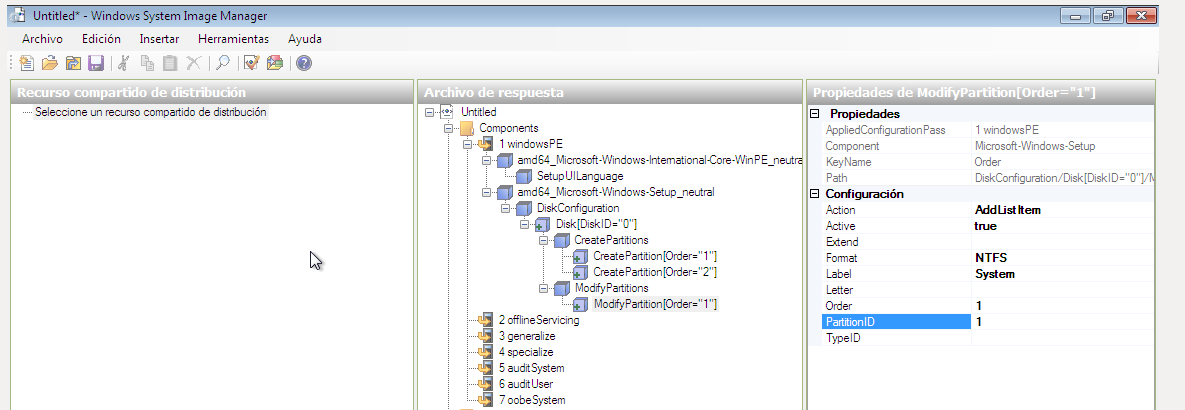 Untitled* - Windows System Image Manager
Archivo Edición Insertar Herramientas Ayuda
Recurso compartido de distribución
Seleccione un recurso compartido de distribución
Archivo de respuesta
Untitled
Components
1 windowsPE
amd64_Microsoft-Windows-International-Core-WinPE_neutra
SetupUILanguage
amd64_Microsoft-Windows-Setup_neutral
DiskConfiguration
Disk[DiskID="0"]
CreatePartitions
CreatePartition[Order="1"]
CreatePartition[Order="2"]
ModifyPartitions
ModifyPartition[Order="1"]
2 offlineServicing
3 generalize
4 specialize
5 auditSystem
6 auditUser
7 oobeSystem
Propiedades de ModifyPartition[Order="1"]
Propiedades
AppliedConfigurationPass 1 windowsPE
Component Microsoft-Windows-Setup
KeyName Order
Path DiskConfiguration/Disk[DiskID="0"]/M
Configuración
Action AddListItem
Active true
Extend
Format NTFS
Label System
Letter
Order 1
PartitionID 1
TypeID